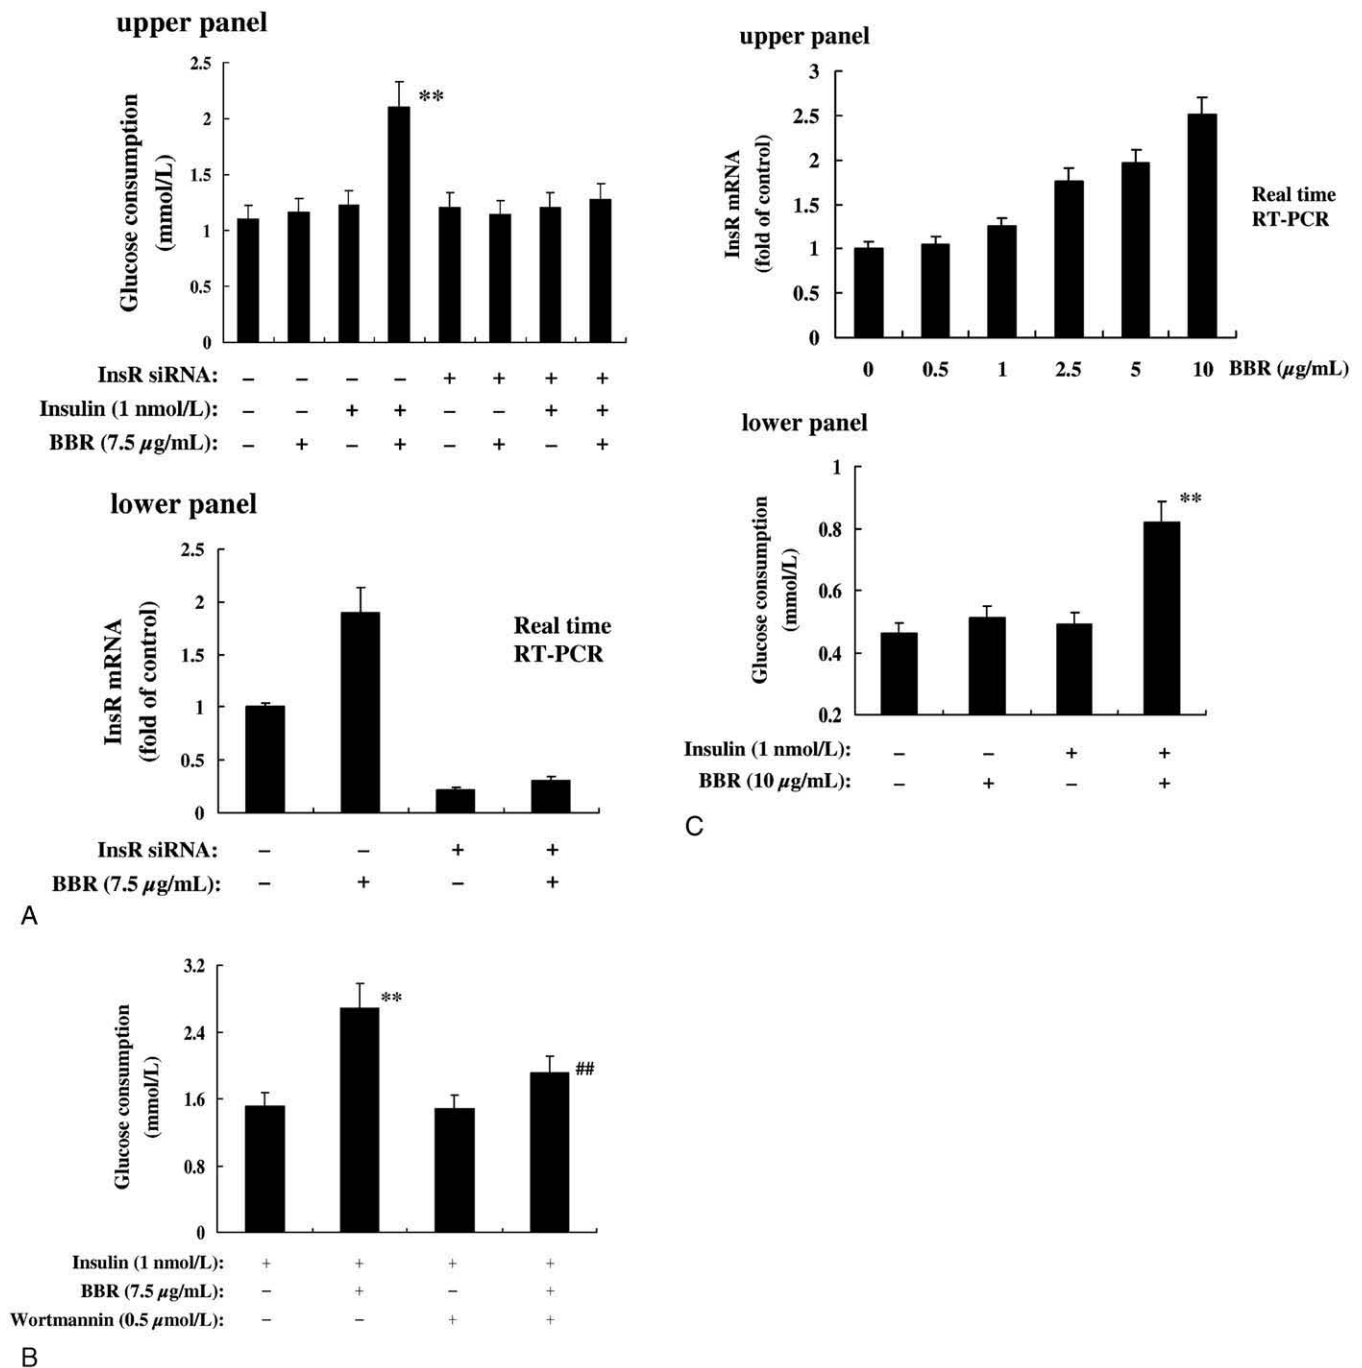 upper panel
Glucose consumption
(mmol/L)
2.5
2
1.5
1
0.5
0
**
InsR siRNA: – – – – + + + +
Insulin (1 nmol/L): – – + + – – + +
BBR (7.5 µg/mL): – + – + – + – +
lower panel
InsR mRNA
(fold of control)
2.5
2
1.5
1
0.5
0
Real time
RT-PCR
InsR siRNA: – – + +
BBR (7.5 µg/mL): – + – +
A
Glucose consumption
(mmol/L)
3.2
2.4
1.6
0.8
0
**
##
Insulin (1 nmol/L): + + + +
BBR (7.5 µg/mL): – + – +
Wortmannin (0.5 µmol/L): – – + +
B
upper panel
InsR mRNA
(fold of control)
3
2.5
2
1.5
1
0.5
0
Real time
RT-PCR
0 0.5 1 2.5 5 10 BBR (µg/mL)
lower panel
Glucose consumption
(mmol/L)
1
0.8
0.6
0.4
0.2
**
Insulin (1 nmol/L): – – + +
BBR (10 µg/mL): – + – +
C